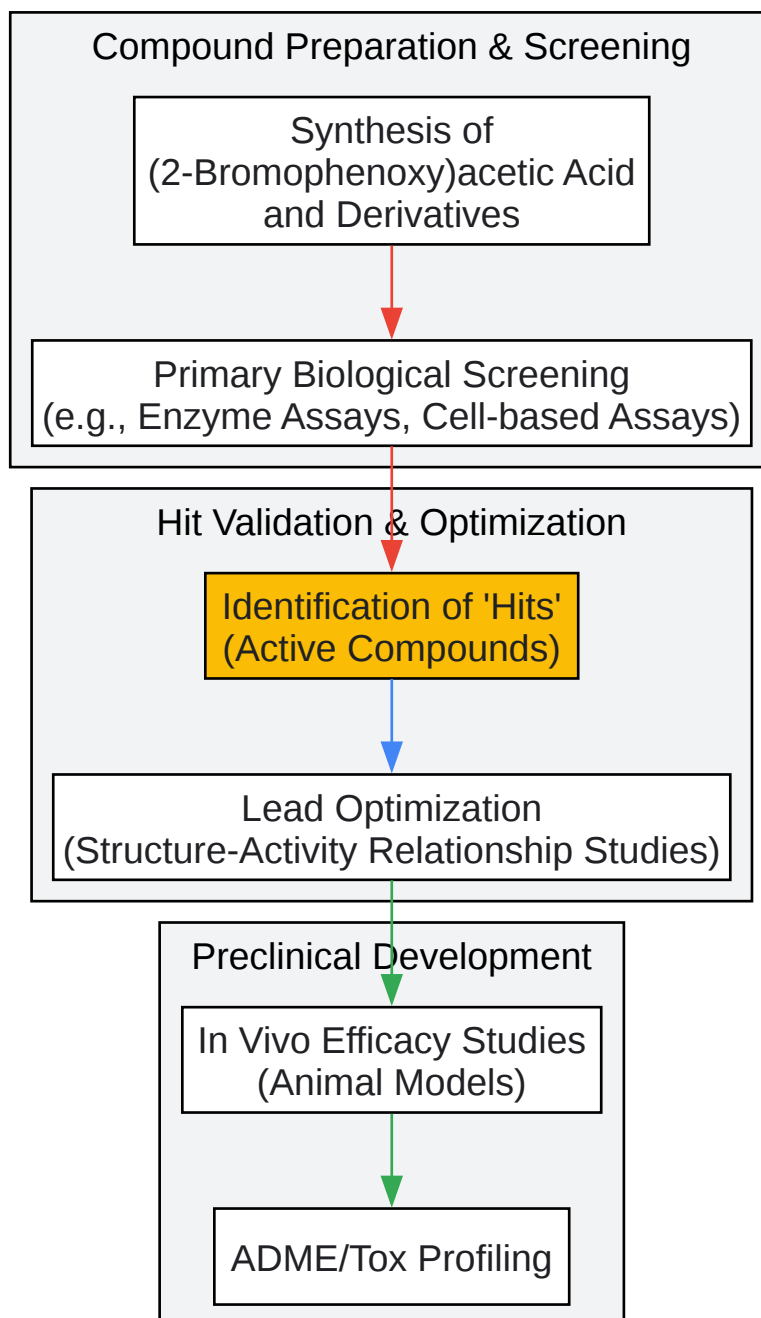 Compound Preparation & Screening
Synthesis of
(2-Bromophenoxy)acetic Acid
and Derivatives
Primary Biological Screening
(e.g., Enzyme Assays, Cell-based Assays)
Hit Validation & Optimization
Identification of 'Hits'
(Active Compounds)
Lead Optimization
(Structure-Activity Relationship Studies)
Preclinical Development
In Vivo Efficacy Studies
(Animal Models)
ADME/Tox Profiling